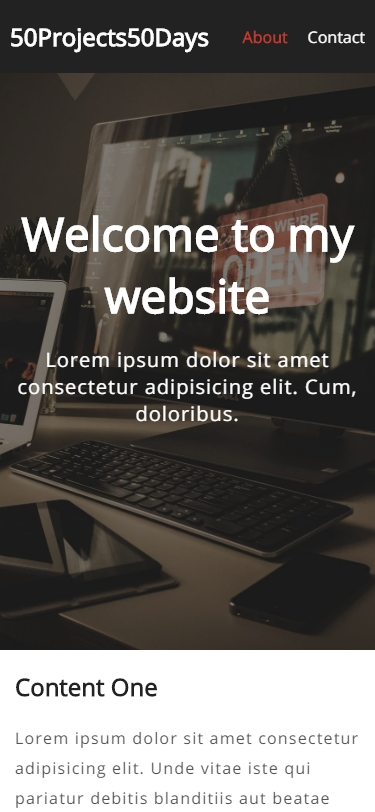 50Projects50Days
About
Contact
WE'RE
OPEN
Welcome to my
website
Lorem ipsum dolor sit amet
consectetur adipisicing elit. Cum,
doloribus.
Content One
Lorem ipsum dolor sit amet consectetur
adipisicing elit. Unde vitae iste qui
pariatur debitis blanditiis aut beatae